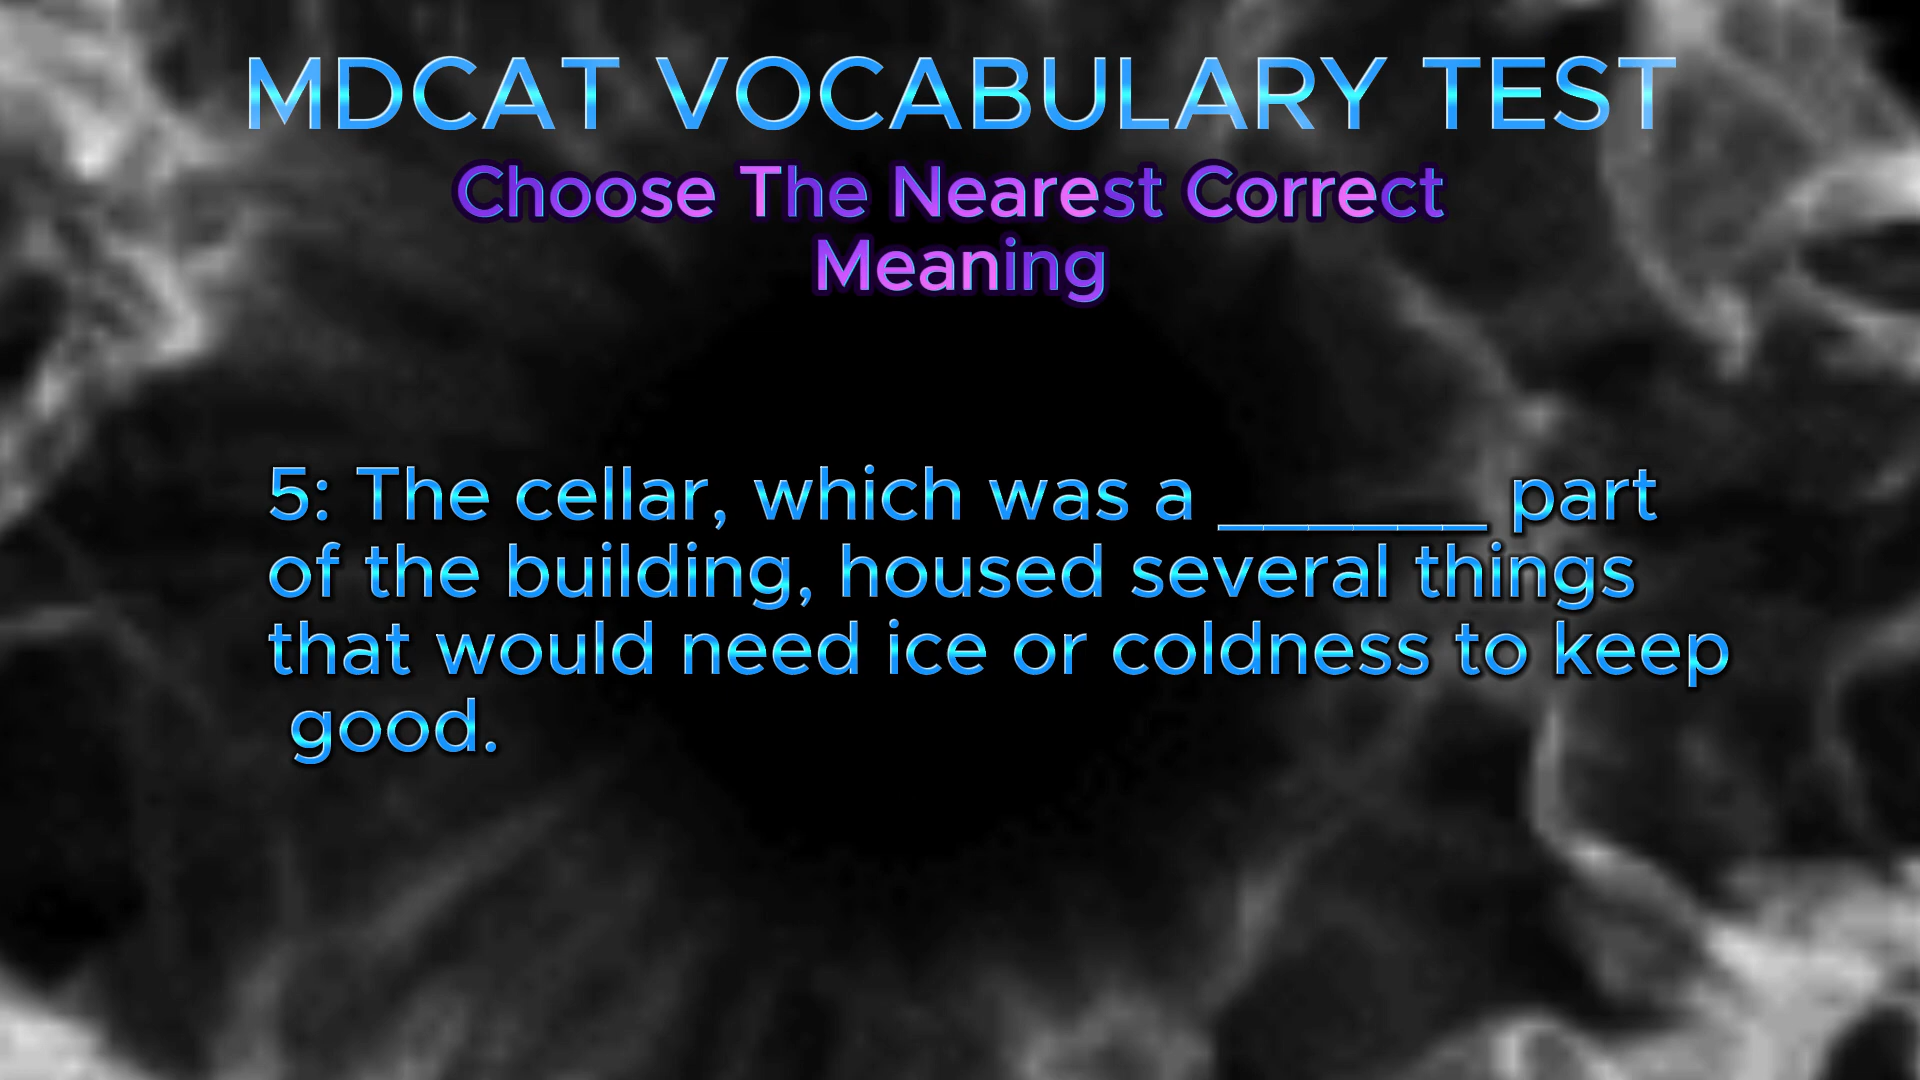 MDCAT VOCABULARY TEST
Choose The Nearest Correct
Meaning
5: The cellar, which was a ______ part
of the building, housed several things
that would need ice or coldness to keep
good.